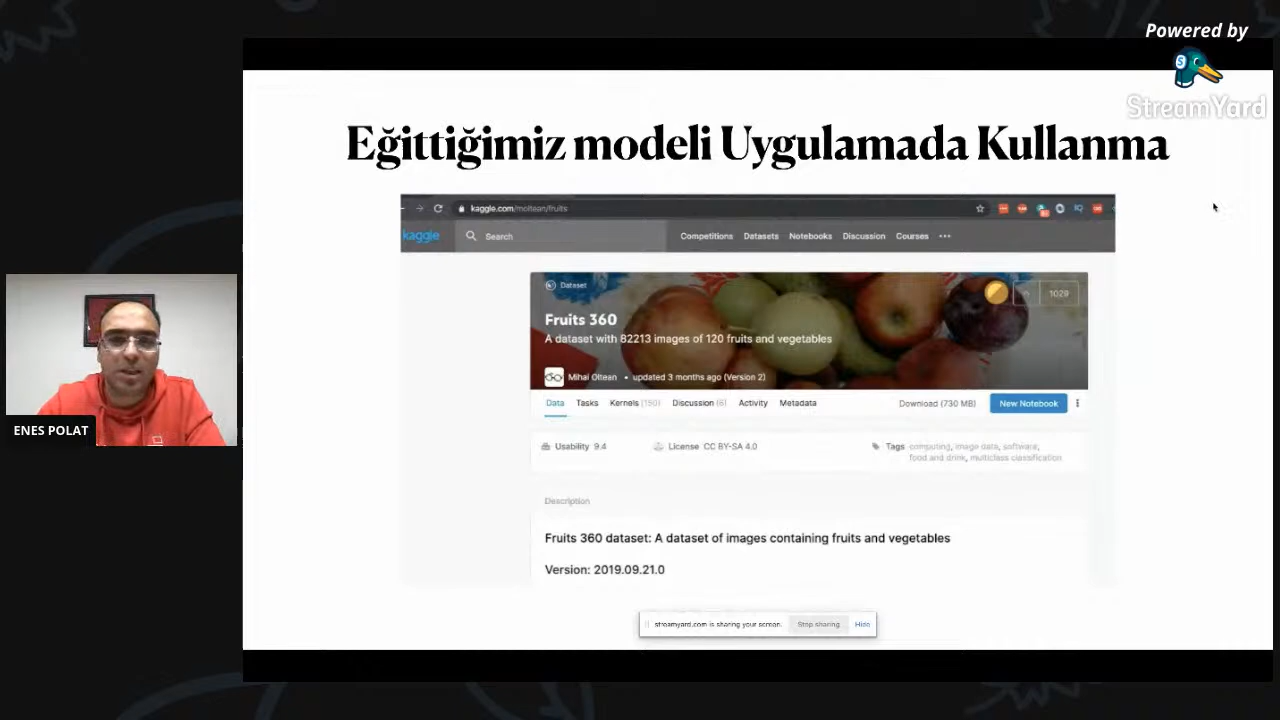 Powered by
StreamYard
Eğittiğimiz modeli Uygulamada Kullanma
kaggle.com/moltean/fruits
kaggle
Search
Competitions Datasets Notebooks Discussion Courses
Dataset
1029
Fruits 360
A dataset with 82213 images of 120 fruits and vegetables
Mihai Oltean • updated 3 months ago (Version 2)
Data Tasks Kernels (150) Discussion (6) Activity Metadata Download (730 MB) New Notebook
Usability 9.4 License CC BY-SA 4.0 Tags computing, image data, software,
food and drink, multiclass classification
Description
Fruits 360 dataset: A dataset of images containing fruits and vegetables
Version: 2019.09.21.0
streamyard.com is sharing your screen. Stop sharing Hide
ENES POLAT